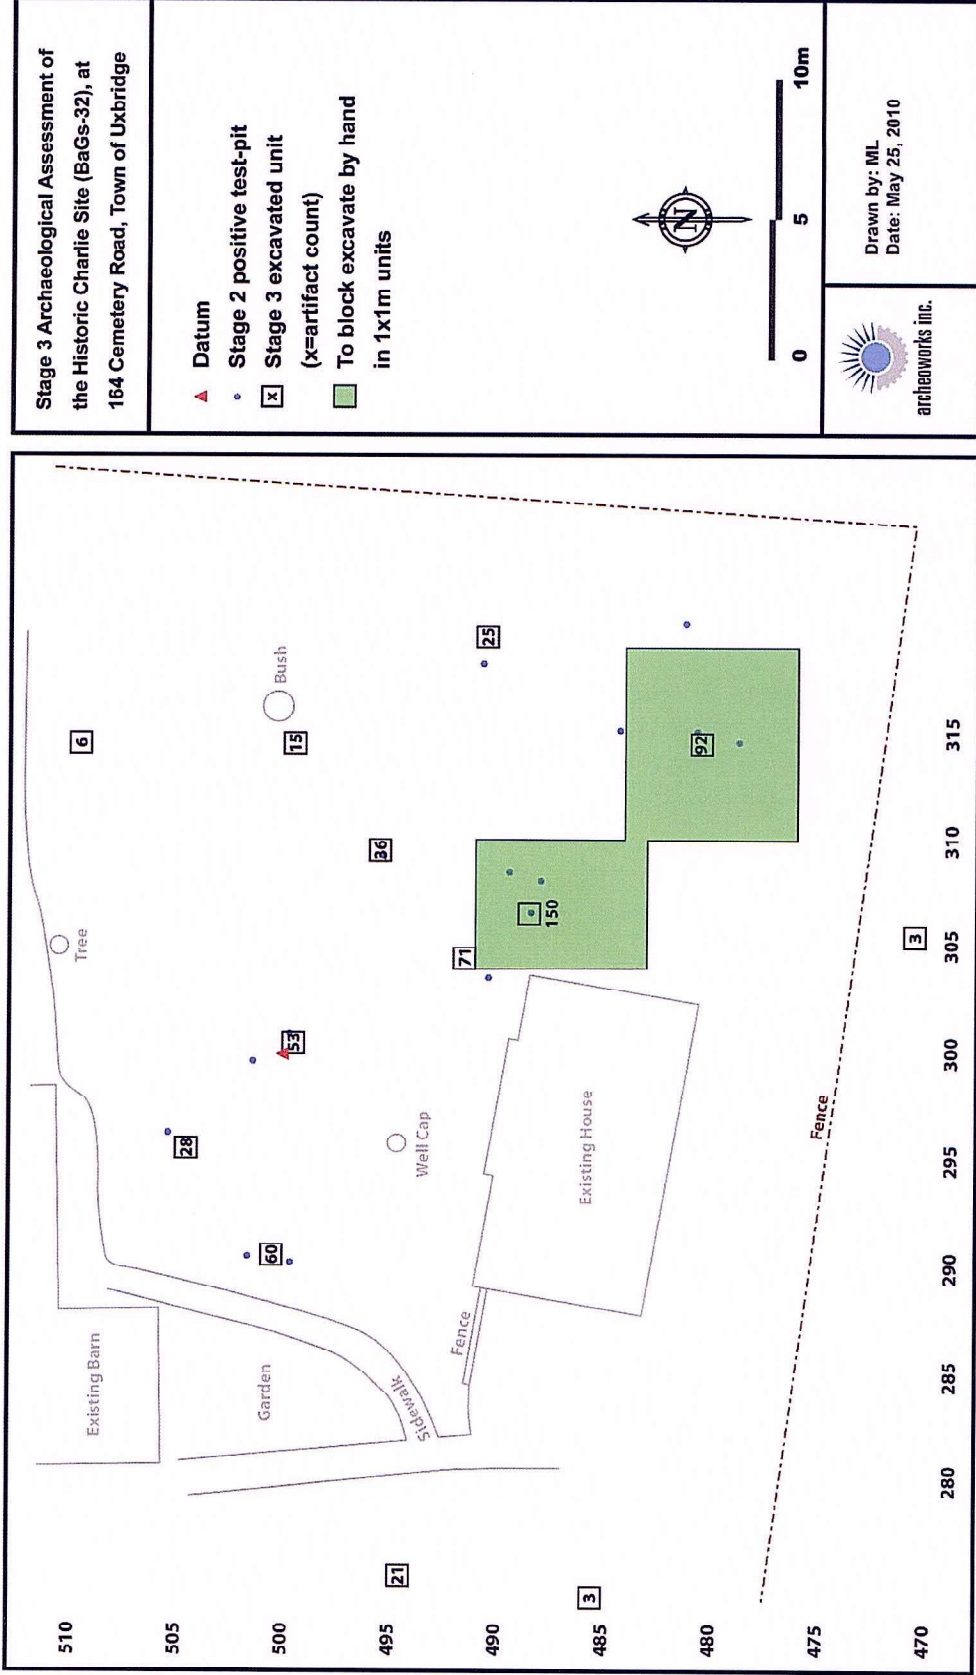 Stage 3 Archaeological Assessment of
the Historic Charlie Site (BaGs-32), at
164 Cemetery Road, Town of Uxbridge
Datum
Stage 2 positive test-pit
x Stage 3 excavated unit
(x=artifact count)
To block excavate by hand
in 1x1m units
N
0 5 10m
archeoworks inc.
Drawn by: ML
Date: May 25, 2010
510
505
500
495
490
485
480
475
470
280
285
290
295
300
305
310
315
Existing Barn
Garden
Sidewalk
Fence
Existing House
Well Cap
Tree
Bush
Fence
6
15
25
36
71
53
28
60
150
92
3
21
3